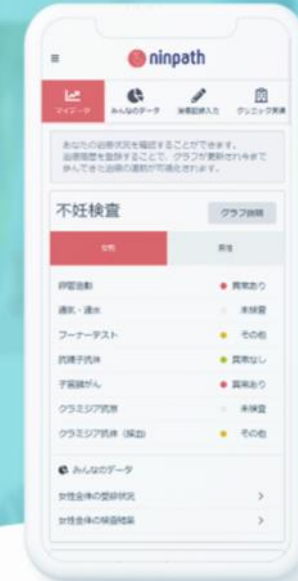 ninpath
マイデータ
みんなのデータ
治療記録入力
クリニック実績
あなたの治療状況を確認することができます。
治療履歴を登録することで、グラフが更新され今まで
歩んできた治療の道筋が可視化されます。
不妊検査
グラフ説明
女性
男性
卵管造影
異常あり
通気・通水
未検査
フーナーテスト
その他
抗精子抗体
異常なし
子宮頸がん
異常あり
クラミジア抗原
未検査
クラミジア抗体（採血）
その他
みんなのデータ
女性全体の受診状況
女性全体の検査結果